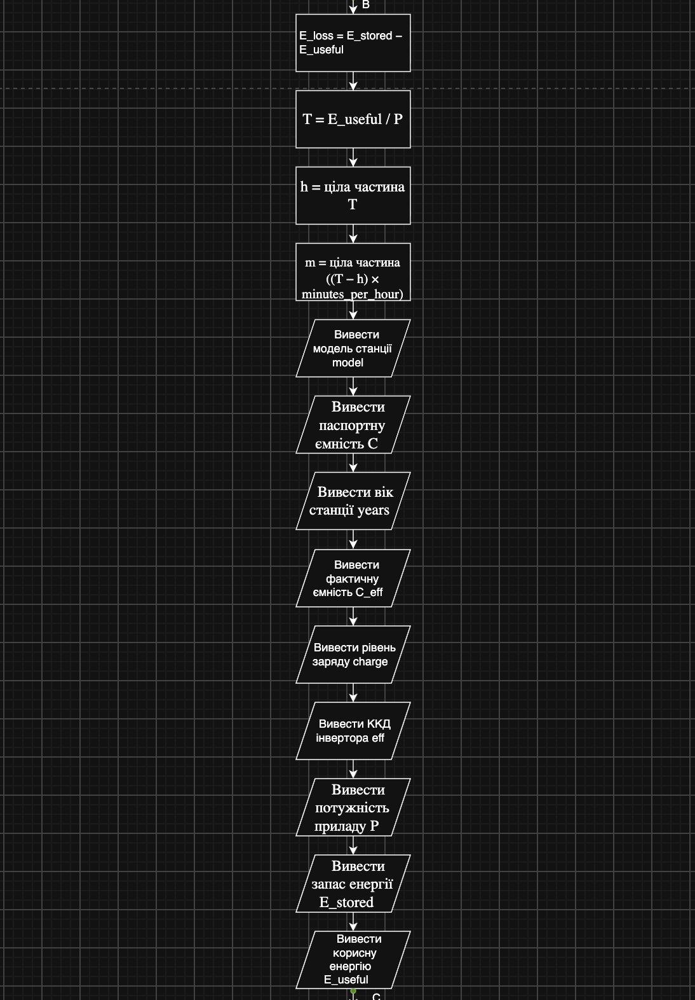 B
E_loss = E_stored –
E_useful
T = E_useful / P
h = ціла частина
T
m = ціла частина
((T – h) ×
minutes_per_hour)
Вивести
модель станції
model
Вивести
паспортну
ємність C
Вивести вік
станції years
Вивести
фактичну
ємність C_eff
Вивести рівень
заряду charge
Вивести ККД
інвертора eff
Вивести
потужність
приладу P
Вивести
запас енергії
E_stored
Вивести
корисну
енергію
E_useful
C